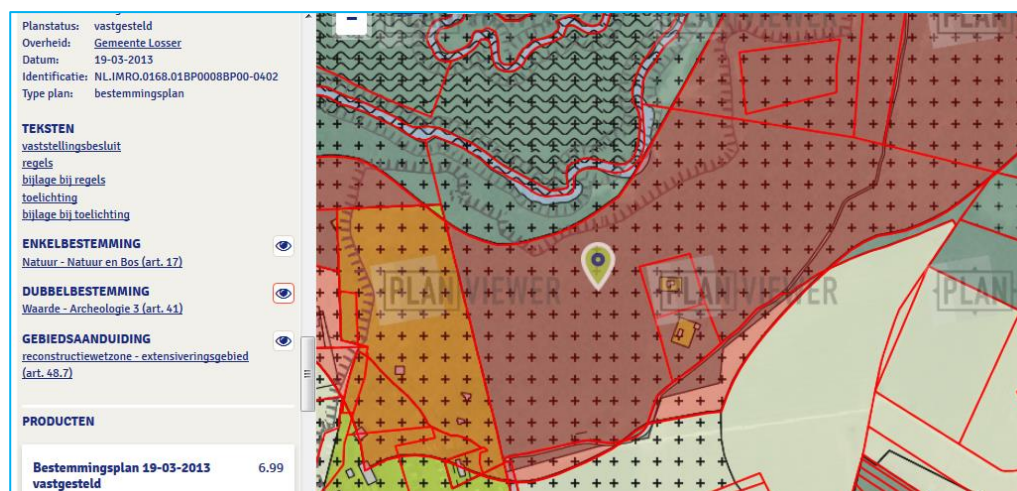 Planstatus: vastgesteld
Overheid: Gemeente Losser
Datum: 19-03-2013
Identificatie: NL.IMRO.0168.01BP0008BP00-0402
Type plan: bestemmingsplan
TEKSTEN
vaststellingsbesluit
regels
bijlage bij regels
toelichting
bijlage bij toelichting
ENKELBESTEMMING
Natuur - Natuur en Bos (art. 17)
DUBBELBESTEMMING
Waarde - Archeologie 3 (art. 41)
GEBIEDSAANDUIDING
reconstructiewetzone - extensiveringsgebied
(art. 48.7)
PRODUCTEN
Bestemmingsplan 19-03-2013 6.99
vastgesteld
PLAN VIEWER
PLAN VIEWER
PLAN